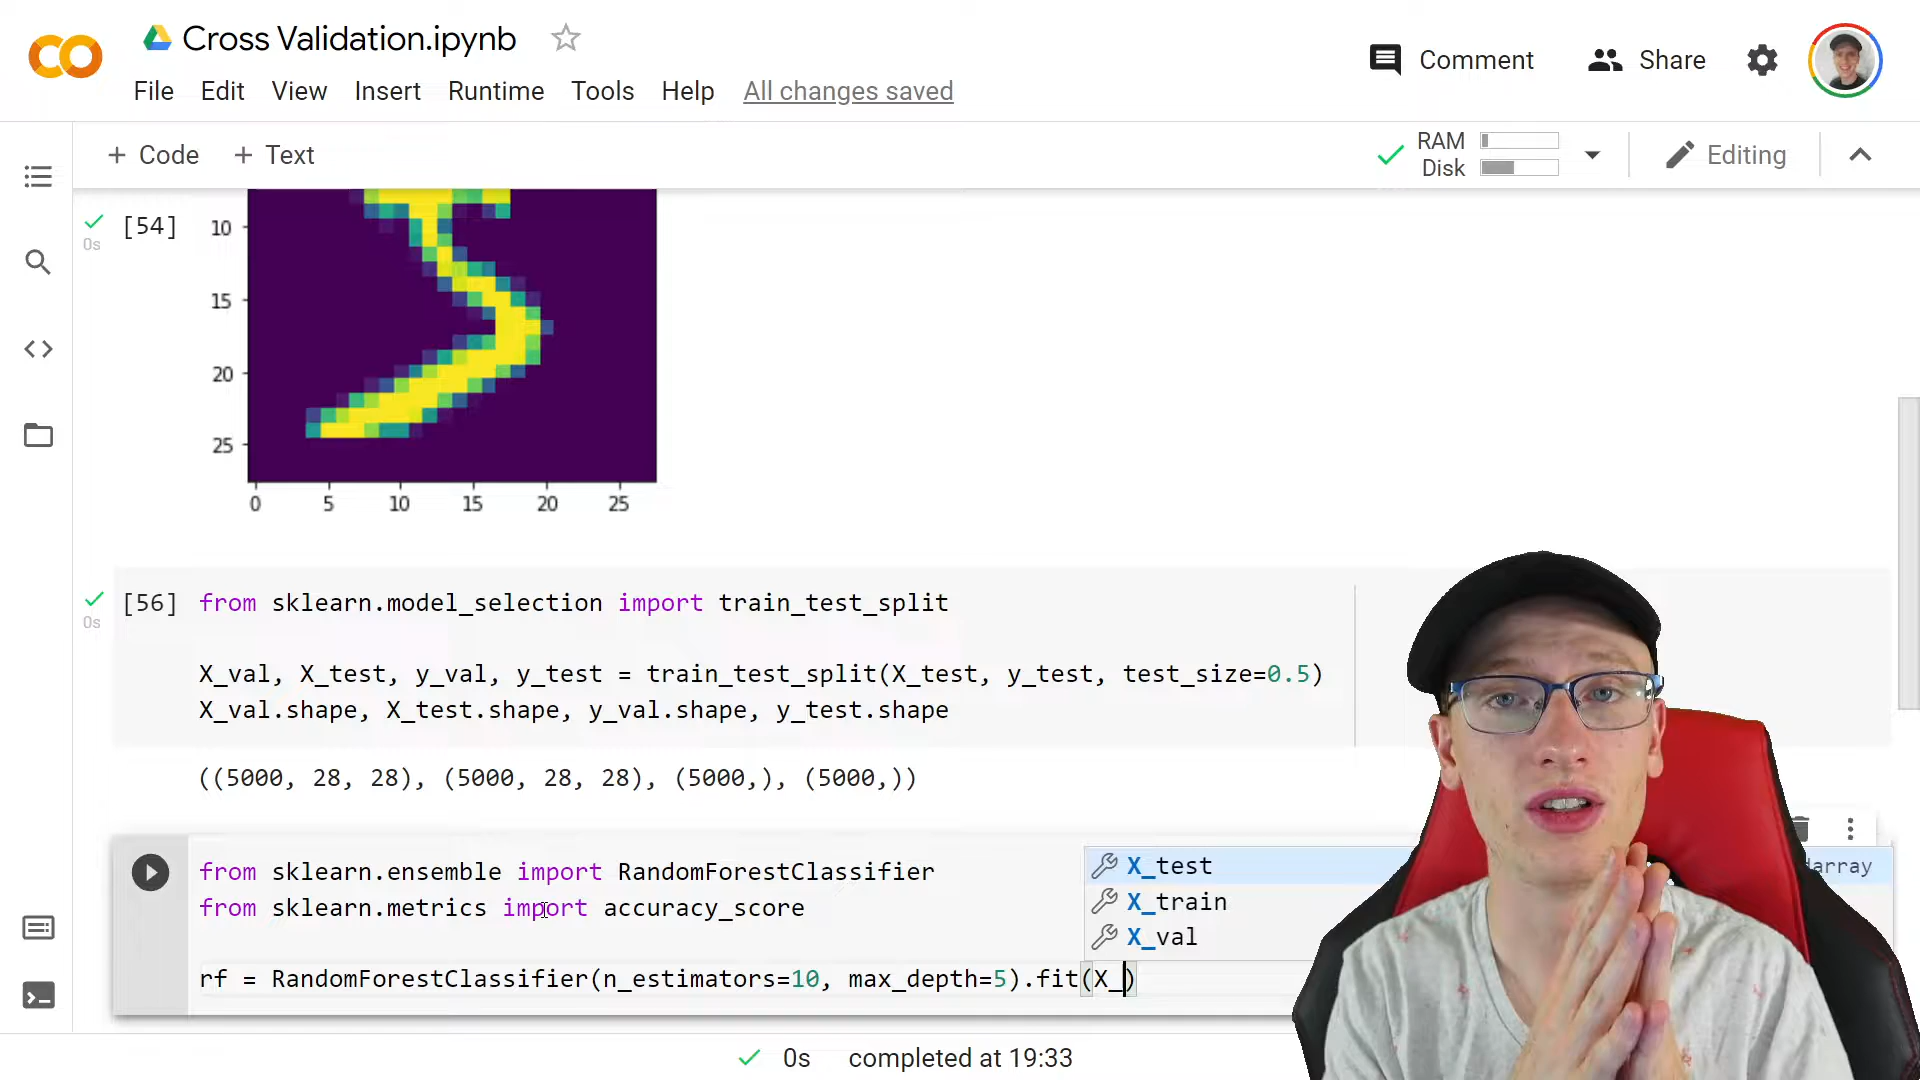 Cross Validation.ipynb
Comment
Share
File Edit View Insert Runtime Tools Help All changes saved
+ Code + Text
RAM
Disk
Editing
[54]
0s
10
15
20
25
0 5 10 15 20 25
[56] from sklearn.model_selection import train_test_split
0s
X_val, X_test, y_val, y_test = train_test_split(X_test, y_test, test_size=0.5)
X_val.shape, X_test.shape, y_val.shape, y_test.shape
((5000, 28, 28), (5000, 28, 28), (5000,), (5000,))
from sklearn.ensemble import RandomForestClassifier
from sklearn.metrics import accuracy_score
rf = RandomForestClassifier(n_estimators=10, max_depth=5).fit(X_)
X_test
X_train
X_val
0s completed at 19:33